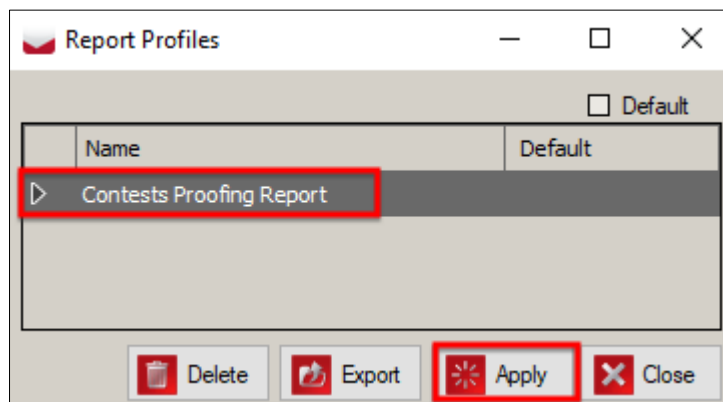 Report Profiles
Default
Name Default
Contests Proofing Report
Delete Export Apply Close